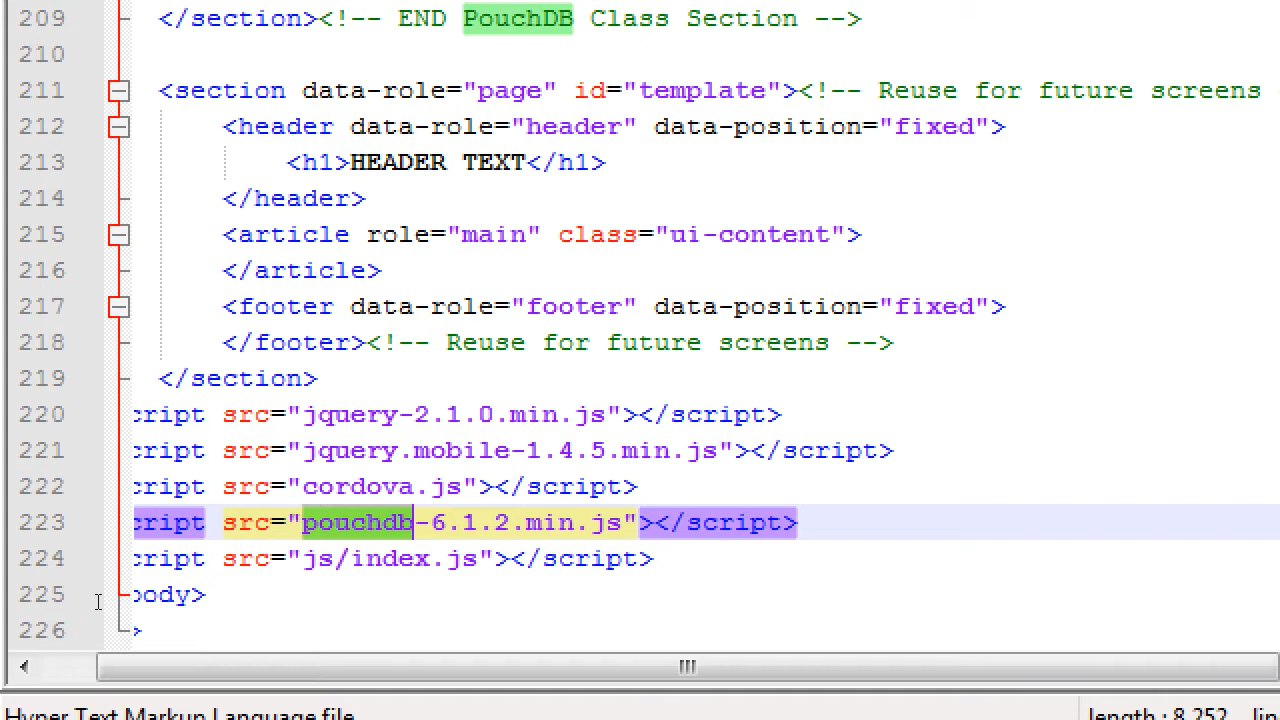 209 </section><!-- END PouchDB Class Section -->
210
211 <section data-role="page" id="template"><!-- Reuse for future screens
212 <header data-role="header" data-position="fixed">
213 <h1>HEADER TEXT</h1>
214 </header>
215 <article role="main" class="ui-content">
216 </article>
217 <footer data-role="footer" data-position="fixed">
218 </footer><!-- Reuse for future screens -->
219 </section>
220 cript src="jquery-2.1.0.min.js"></script>
221 cript src="jquery.mobile-1.4.5.min.js"></script>
222 cript src="cordova.js"></script>
223 cript src="pouchdb-6.1.2.min.js"></script>
224 cript src="js/index.js"></script>
225 body>
226 >
Hyper Text Markup Language file length : 8,252 lin